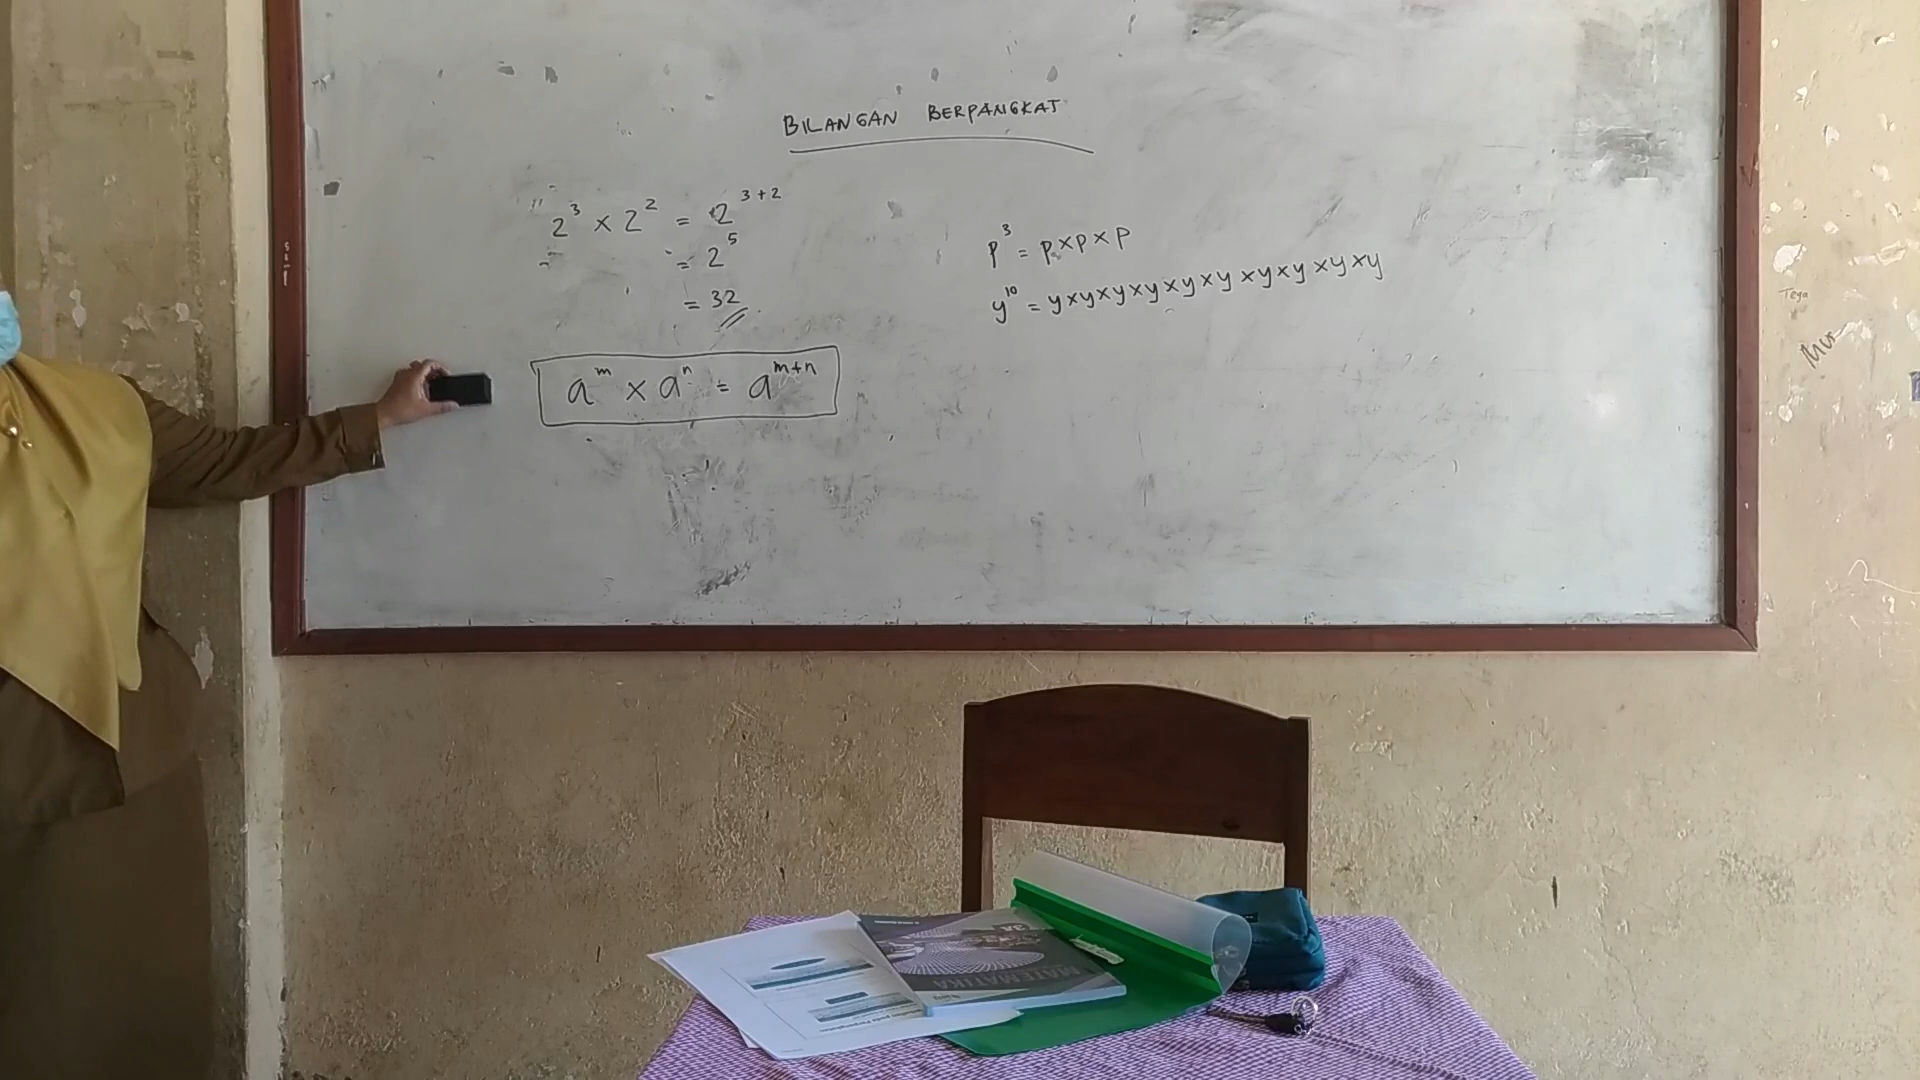 BILANGAN BERPANGKAT
2³ × 2² = 2³⁺²
= 2⁵
= 32
aᵐ × aⁿ = aᵐ⁺ⁿ
p³ = p×p×p
y¹⁰ = y×y×y×y×y×y×y×y×y×y
MATEMATIKA